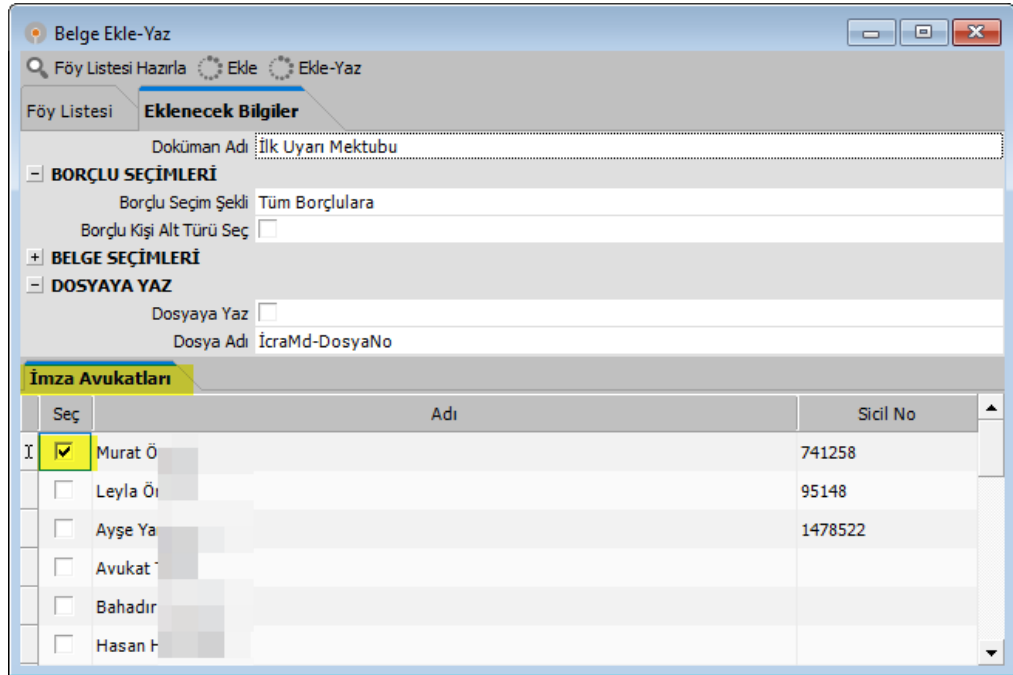 Belge Ekle-Yaz
Föy Listesi Hazırla Ekle Ekle-Yaz
Föy Listesi Eklenecek Bilgiler
Doküman Adı İlk Uyarı Mektubu
BORÇLU SEÇİMLERİ
Borçlu Seçim Şekli Tüm Borçlulara
Borçlu Kişi Alt Türü Seç
BELGE SEÇİMLERİ
DOSYAYA YAZ
Dosyaya Yaz
Dosya Adı İcraMd-DosyaNo
İmza Avukatları
Seç Adı Sicil No
Murat 741258
Leyla 95148
Ayşe 1478522
Avukat
Bahadır
Hasan